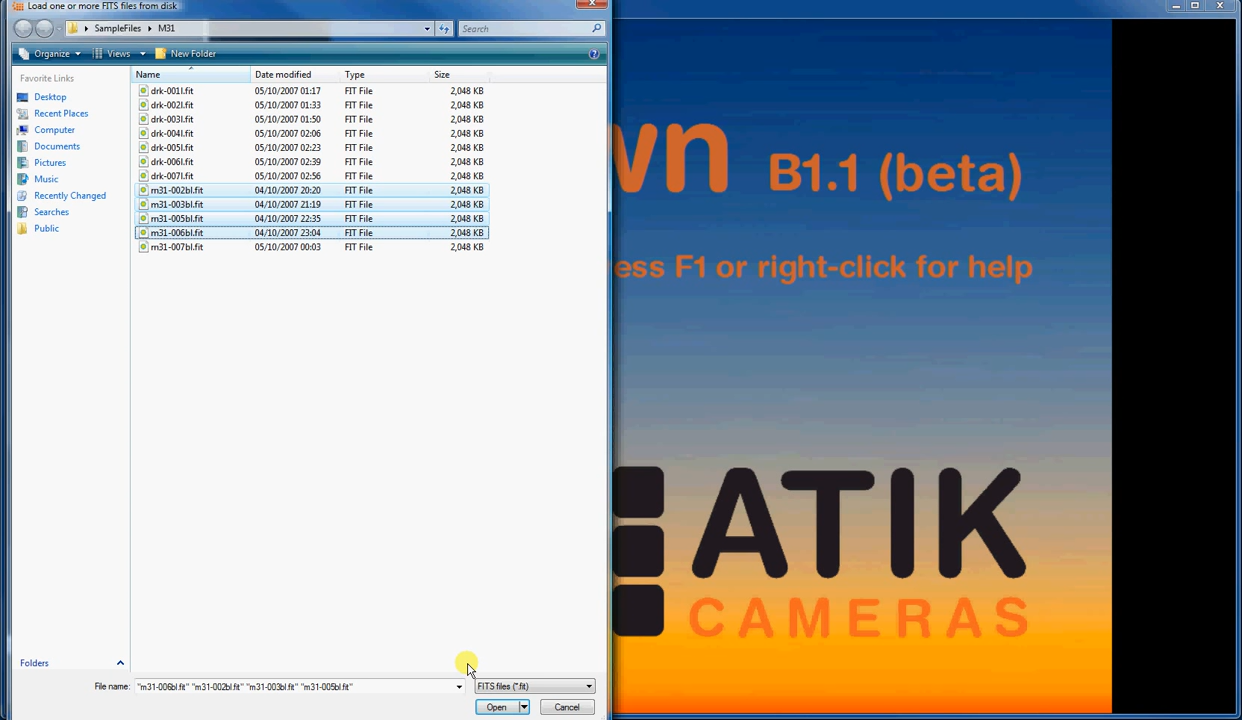 Load one or more FITS files from disk
SampleFiles
M31
Search
Organize
Views
New Folder
Favorite Links
Desktop
Recent Places
Computer
Documents
Pictures
Music
Recently Changed
Searches
Public
Folders
Name Date modified Type Size
drk-001l.fit 05/10/2007 01:17 FIT File 2,048 KB
drk-002l.fit 05/10/2007 01:33 FIT File 2,048 KB
drk-003l.fit 05/10/2007 01:50 FIT File 2,048 KB
drk-004l.fit 05/10/2007 02:06 FIT File 2,048 KB
drk-005l.fit 05/10/2007 02:23 FIT File 2,048 KB
drk-006l.fit 05/10/2007 02:39 FIT File 2,048 KB
drk-007l.fit 05/10/2007 02:56 FIT File 2,048 KB
m31-002bl.fit 04/10/2007 20:20 FIT File 2,048 KB
m31-003bl.fit 04/10/2007 21:19 FIT File 2,048 KB
m31-005bl.fit 04/10/2007 22:35 FIT File 2,048 KB
m31-006bl.fit 04/10/2007 23:04 FIT File 2,048 KB
m31-007bl.fit 05/10/2007 00:03 FIT File 2,048 KB
File name: "m31-006bl.fit" "m31-002bl.fit" "m31-003bl.fit" "m31-005bl.fit"
FITS files (*.fit)
Open
Cancel
wn B1.1 (beta)
ess F1 or right-click for help
ATIK
CAMERAS